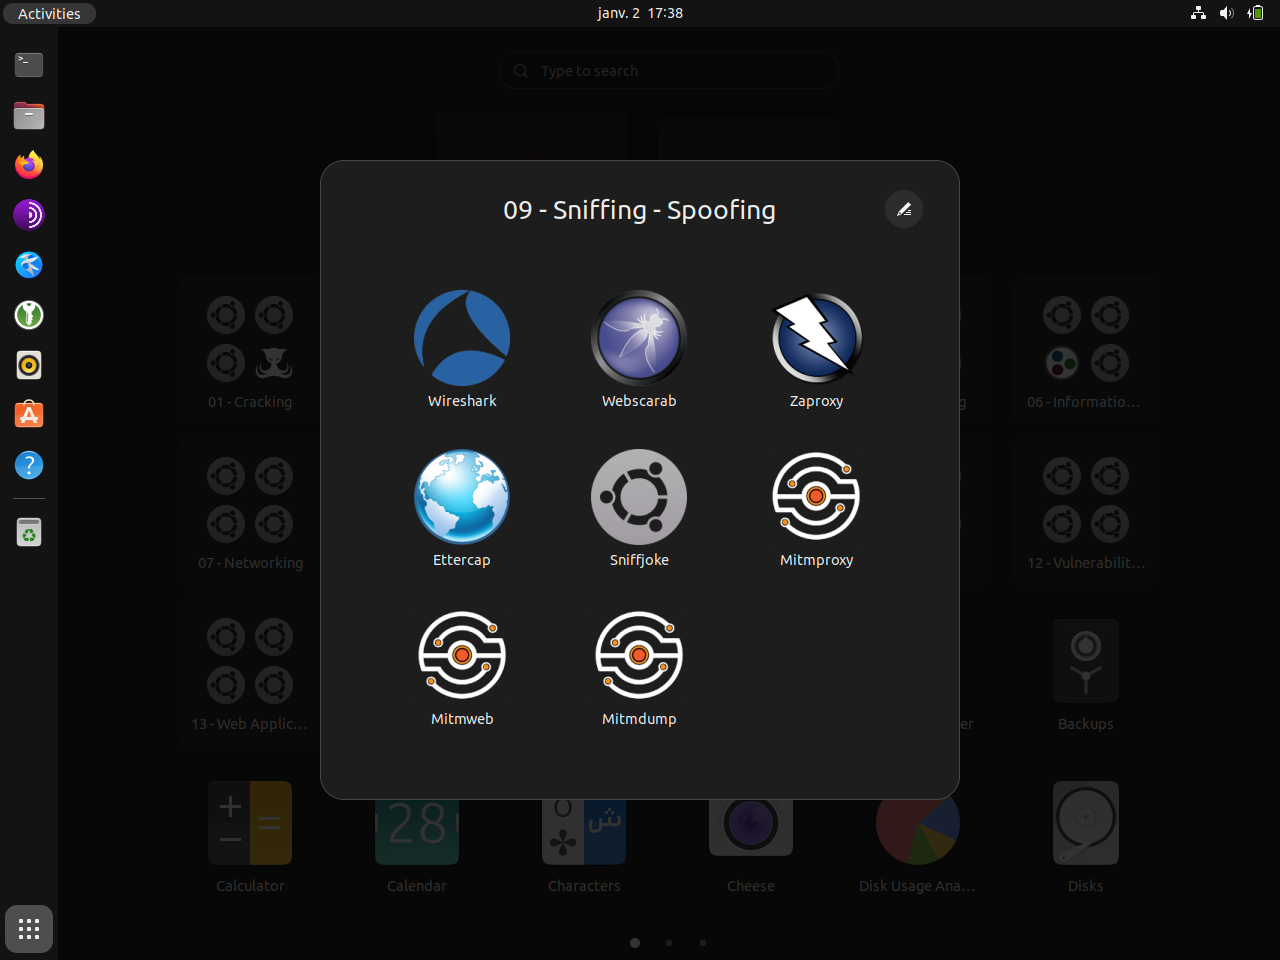 Activities
janv. 2 17:38
Type to search
09 - Sniffing - Spoofing
Wireshark
Webscarab
Zaproxy
01 - Cracking
g
06 - Informatio…
Ettercap
Sniffjoke
Mitmproxy
07 - Networking
12 - Vulnerabilit…
Mitmweb
Mitmdump
13 - Web Applic…
er
Backups
28
Calculator
Calendar
Characters
Cheese
Disk Usage Ana…
Disks